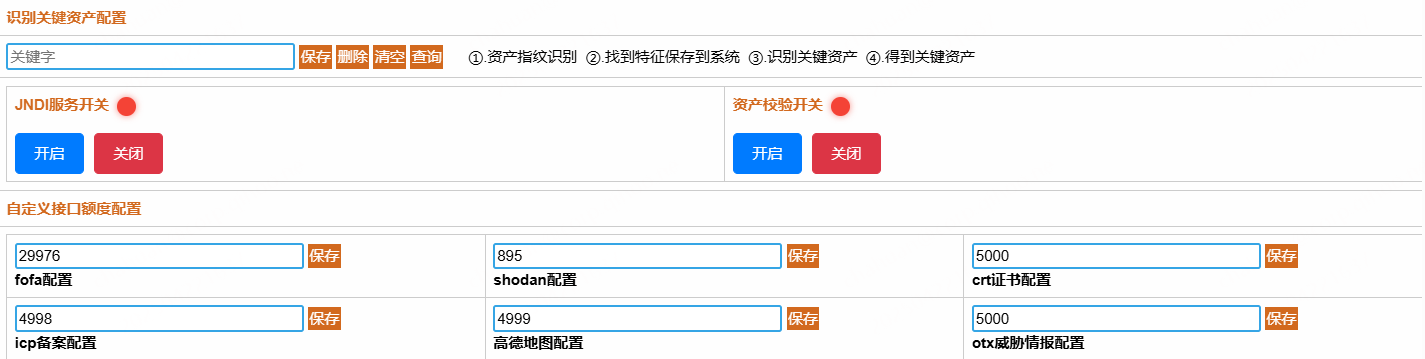 识别关键资产配置
关键字 保存 删除 清空 查询 ①.资产指纹识别 ②.找到特征保存到系统 ③.识别关键资产 ④.得到关键资产
JNDI服务开关 资产校验开关
开启 关闭 开启 关闭
自定义接口额度配置
29976 保存 895 保存 5000 保存
fofa配置 shodan配置 crt证书配置
4998 保存 4999 保存 5000 保存
icp备案配置 高德地图配置 otx威胁情报配置